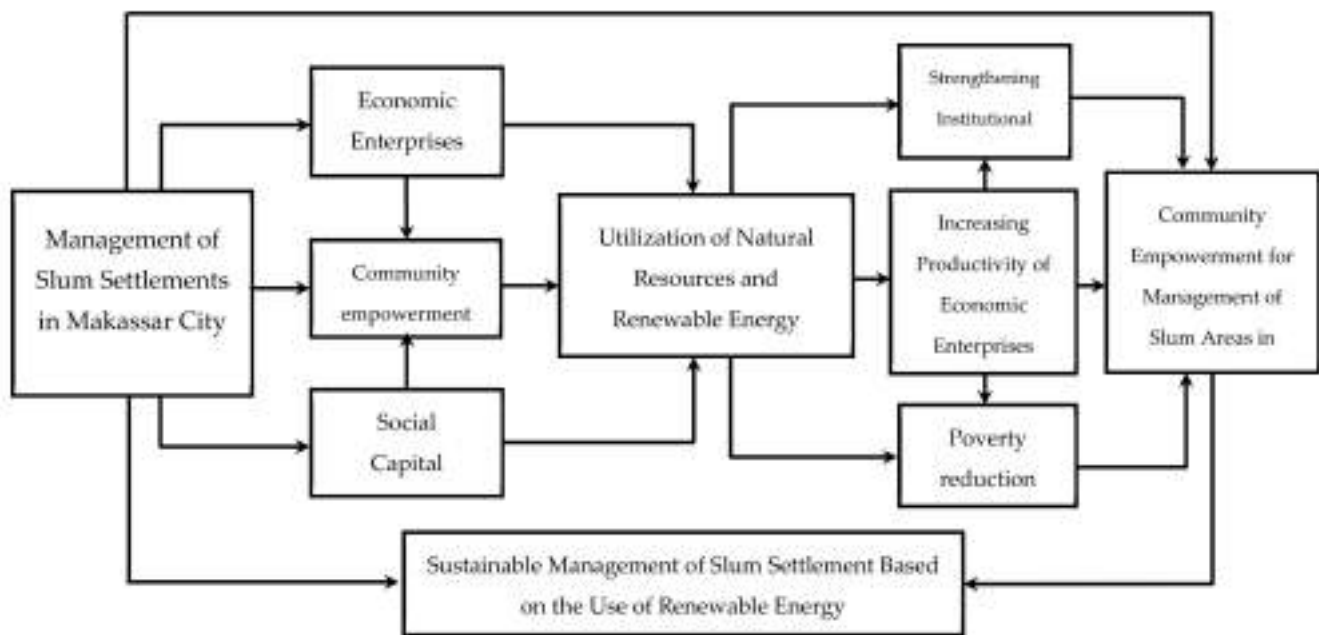 Economic
Enterprises
Strengthening
Institutional
Management of
Slum Settlements
in Makassar City
Community
empowerment
Utilization of Natural
Resources and
Renewable Energy
Increasing
Productivity of
Economic
Enterprises
Community
Empowerment for
Management of
Slum Areas in
Social
Capital
Poverty
reduction
Sustainable Management of Slum Settlement Based
on the Use of Renewable Energy